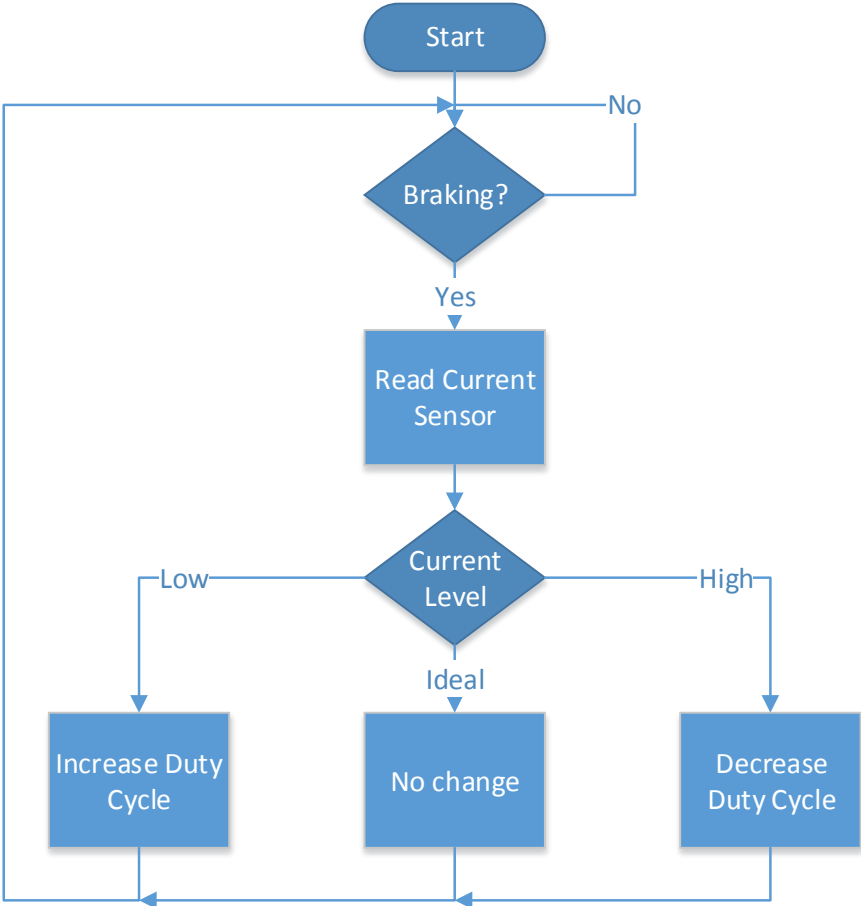 Start
No
Braking?
Yes
Read Current
Sensor
Current
Level
Low
High
Ideal
Increase Duty
Cycle
No change
Decrease
Duty Cycle